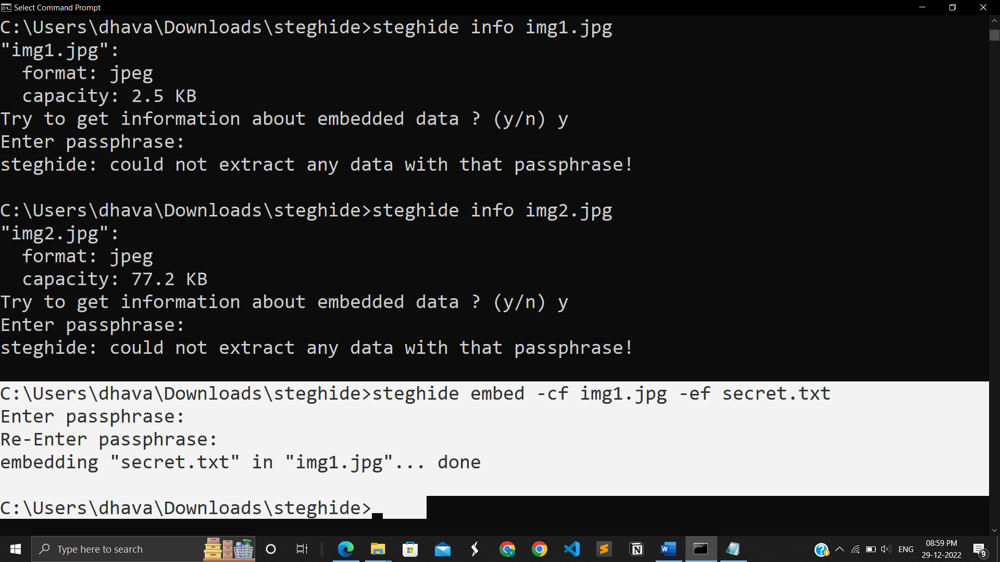 Select Command Prompt
C:\Users\dhava\Downloads\steghide>steghide info img1.jpg
"img1.jpg":
  format: jpeg
  capacity: 2.5 KB
Try to get information about embedded data ? (y/n) y
Enter passphrase:
steghide: could not extract any data with that passphrase!
C:\Users\dhava\Downloads\steghide>steghide info img2.jpg
"img2.jpg":
  format: jpeg
  capacity: 77.2 KB
Try to get information about embedded data ? (y/n) y
Enter passphrase:
steghide: could not extract any data with that passphrase!
C:\Users\dhava\Downloads\steghide>steghide embed -cf img1.jpg -ef secret.txt
Enter passphrase:
Re-Enter passphrase:
embedding "secret.txt" in "img1.jpg"... done
C:\Users\dhava\Downloads\steghide>
Type here to search
ENG
08:59 PM
29-12-2022
9